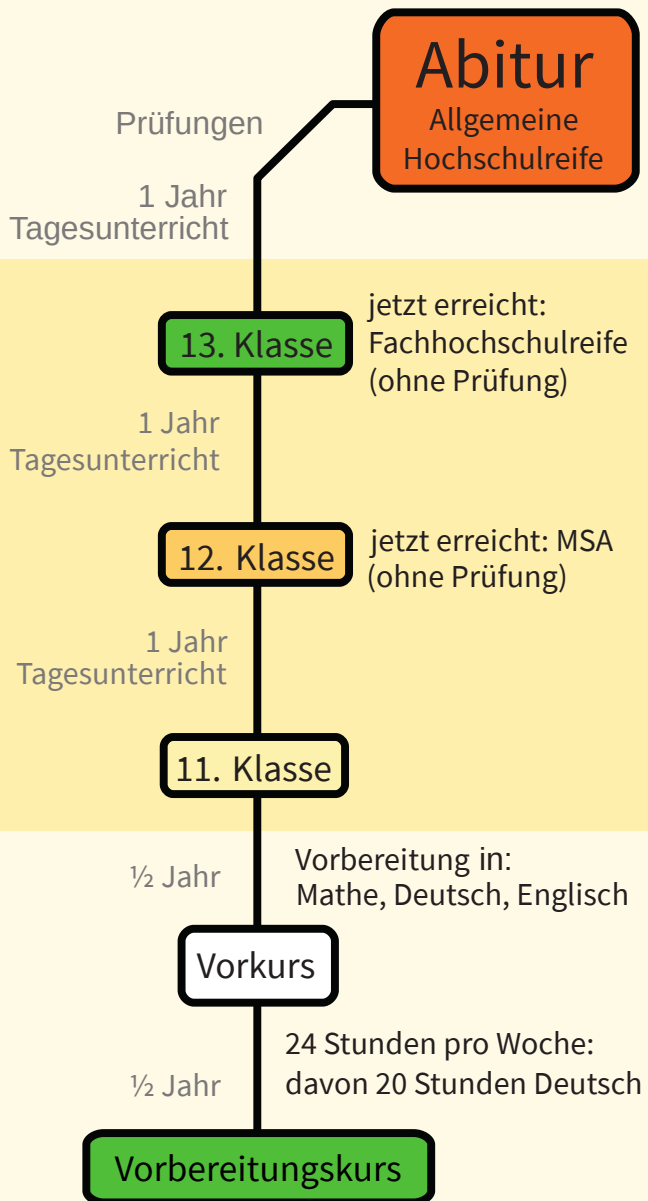 Abitur
Allgemeine
Hochschulreife
Prüfungen
1 Jahr
Tagesunterricht
13. Klasse
jetzt erreicht:
Fachhochschulreife
(ohne Prüfung)
1 Jahr
Tagesunterricht
12. Klasse
jetzt erreicht: MSA
(ohne Prüfung)
1 Jahr
Tagesunterricht
11. Klasse
½ Jahr
Vorbereitung in:
Mathe, Deutsch, Englisch
Vorkurs
½ Jahr
24 Stunden pro Woche:
davon 20 Stunden Deutsch
Vorbereitungskurs